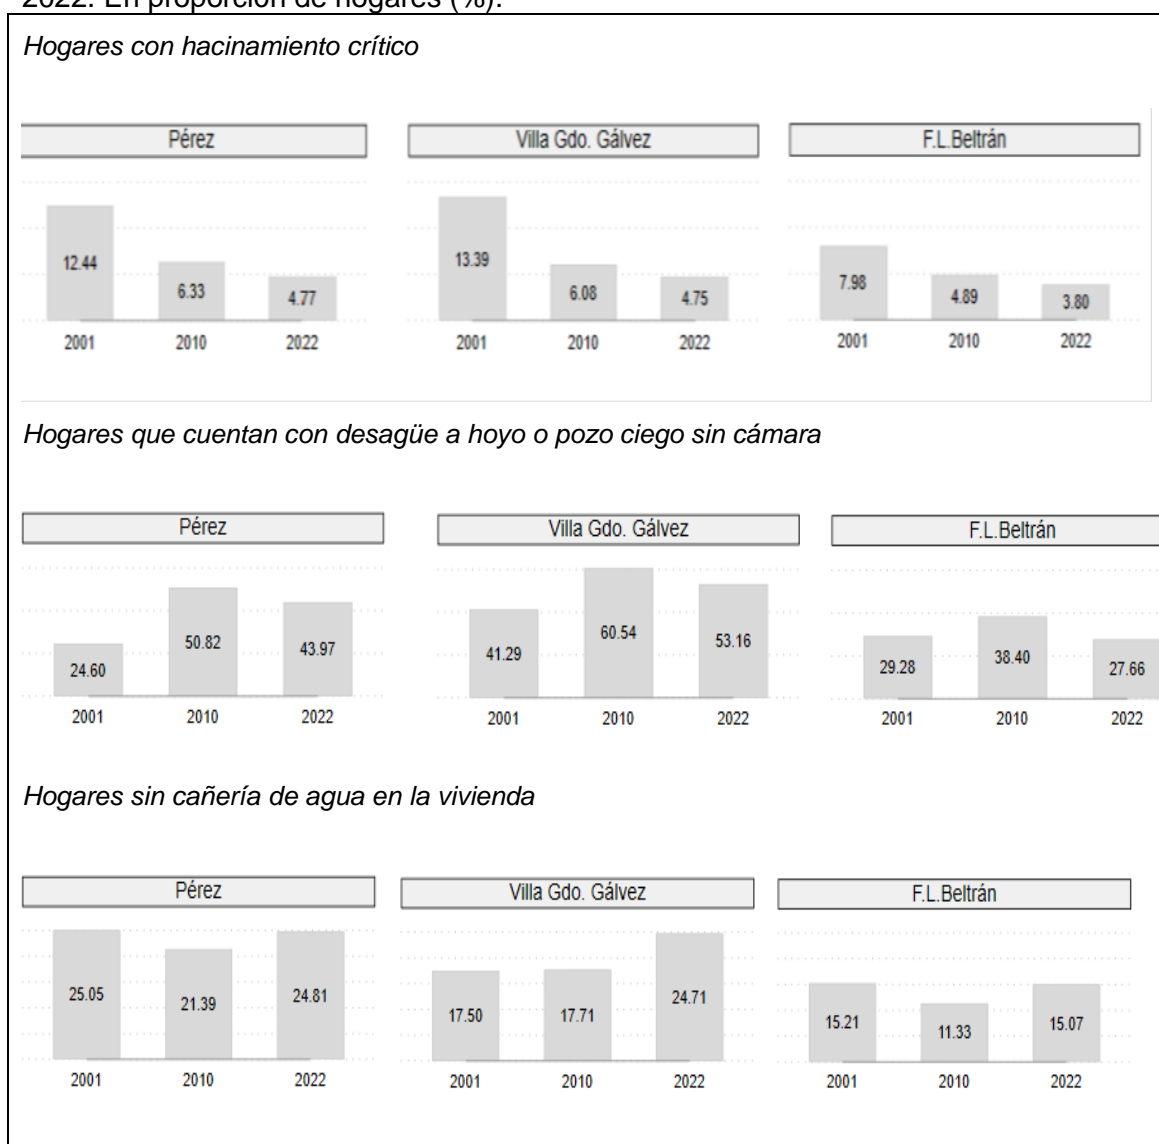 2022. En proporción de hogares (%).
Hogares con hacinamiento crítico
Pérez Villa Gdo. Gálvez F.L.Beltrán
12.44 6.33 4.77 13.39 6.08 4.75 7.98 4.89 3.80
2001 2010 2022 2001 2010 2022 2001 2010 2022
Hogares que cuentan con desagüe a hoyo o pozo ciego sin cámara
Pérez Villa Gdo. Gálvez F.L.Beltrán
24.60 50.82 43.97 41.29 60.54 53.16 29.28 38.40 27.66
2001 2010 2022 2001 2010 2022 2001 2010 2022
Hogares sin cañería de agua en la vivienda
Pérez Villa Gdo. Gálvez F.L.Beltrán
25.05 21.39 24.81 17.50 17.71 24.71 15.21 11.33 15.07
2001 2010 2022 2001 2010 2022 2001 2010 2022